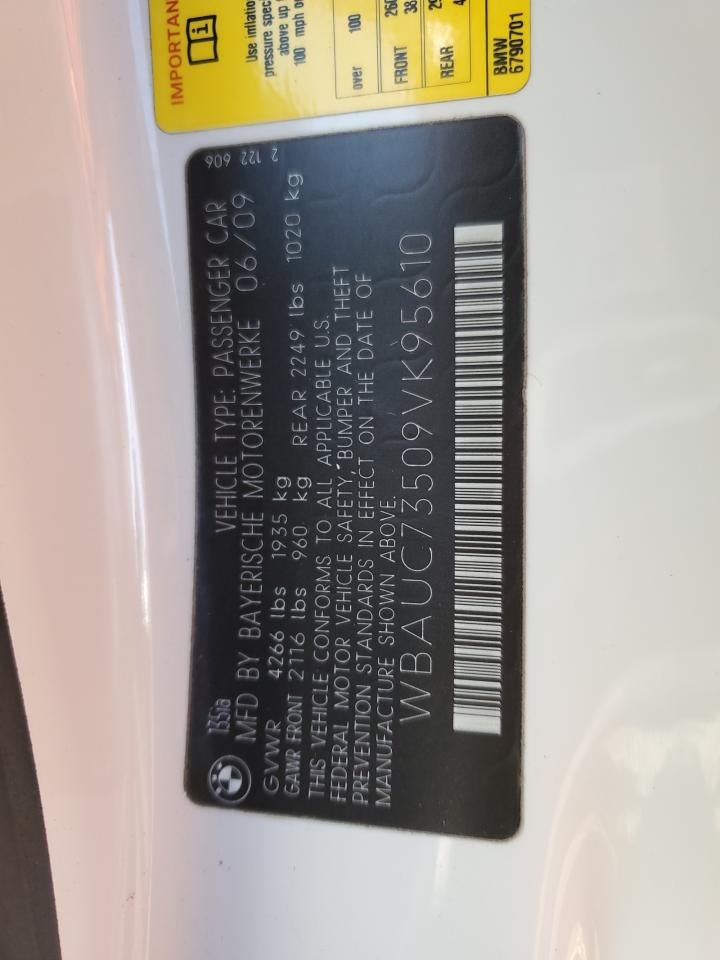 135ia
VEHICLE TYPE: PASSENGER CAR
MFD BY BAYERISCHE MOTORENWERKE 06/09
GVWR 4266 lbs 1935 kg
GAWR FRONT 2116 lbs 960 kg REAR 2249 lbs 1020 kg
THIS VEHICLE CONFORMS TO ALL APPLICABLE U.S.
FEDERAL MOTOR VEHICLE SAFETY, BUMPER AND THEFT
PREVENTION STANDARDS IN EFFECT ON THE DATE OF
MANUFACTURE SHOWN ABOVE.
WBAUC73509VK95610
606
2 122
IMPORTAN
Use inflatio
pressure spec
above up
100 mph o
over 100
FRONT 260
38
REAR
BMW
6790701